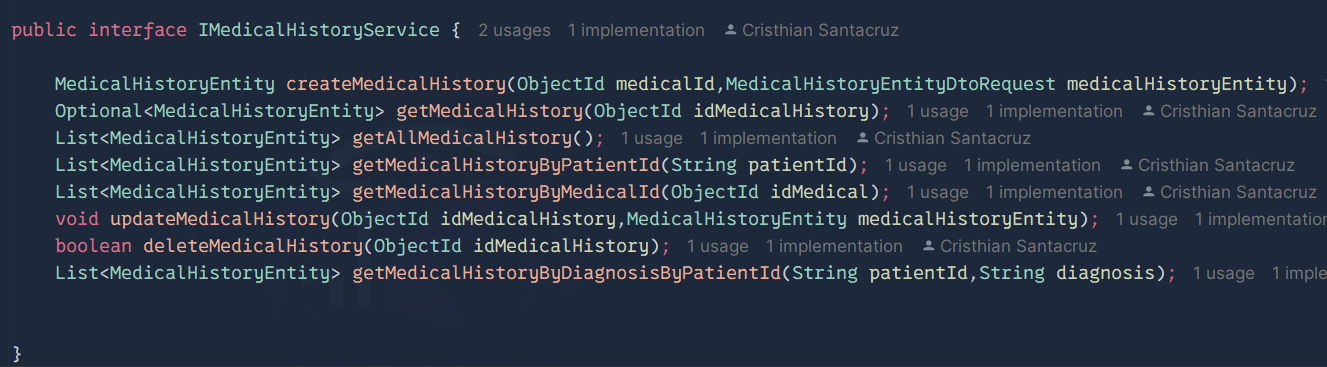 public interface IMedicalHistoryService { 2 usages 1 implementation Cristhian Santacruz
MedicalHistoryEntity createMedicalHistory(ObjectId medicalId,MedicalHistoryEntityDtoRequest medicalHistoryEntity);
Optional<MedicalHistoryEntity> getMedicalHistory(ObjectId idMedicalHistory); 1 usage 1 implementation Cristhian Santacruz
List<MedicalHistoryEntity> getAllMedicalHistory(); 1 usage 1 implementation Cristhian Santacruz
List<MedicalHistoryEntity> getMedicalHistoryByPatientId(String patientId); 1 usage 1 implementation Cristhian Santacruz
List<MedicalHistoryEntity> getMedicalHistoryByMedicalId(ObjectId idMedical); 1 usage 1 implementation Cristhian Santacruz
void updateMedicalHistory(ObjectId idMedicalHistory,MedicalHistoryEntity medicalHistoryEntity); 1 usage 1 implementation
boolean deleteMedicalHistory(ObjectId idMedicalHistory); 1 usage 1 implementation Cristhian Santacruz
List<MedicalHistoryEntity> getMedicalHistoryByDiagnosisByPatientId(String patientId,String diagnosis); 1 usage 1 imple
}